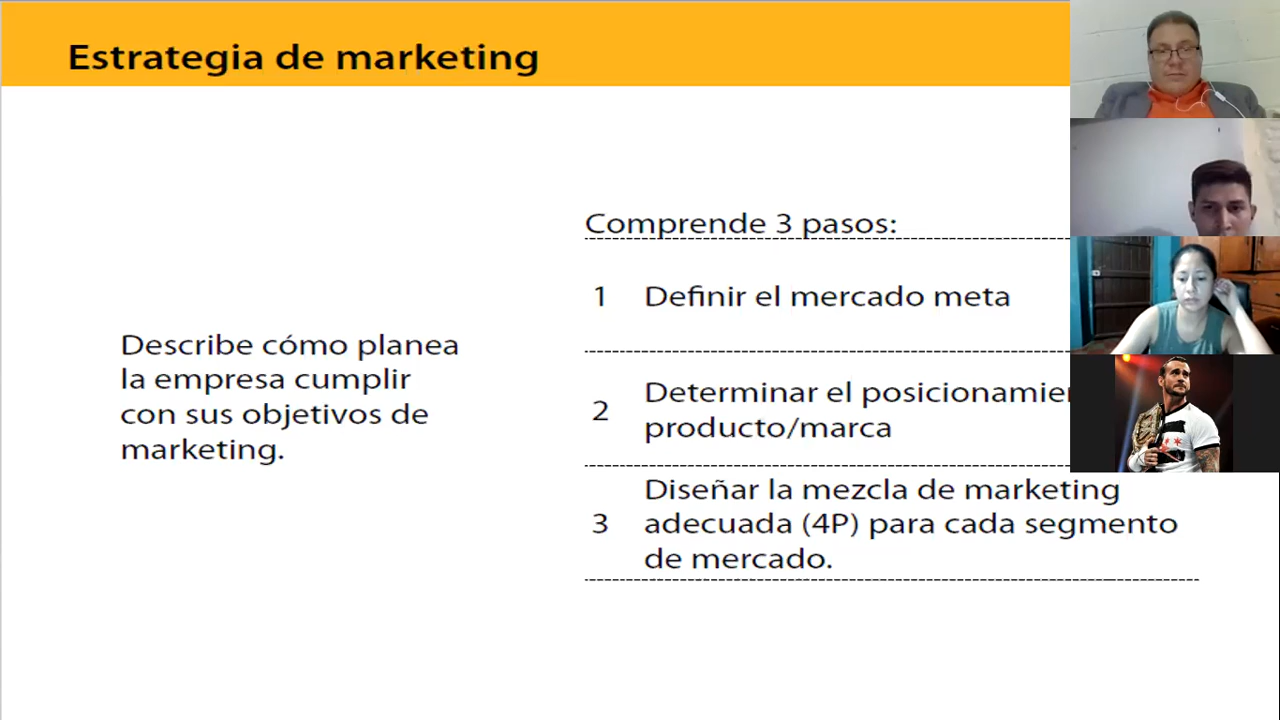 Estrategia de marketing
Describe cómo planea
la empresa cumplir
con sus objetivos de
marketing.
Comprende 3 pasos:
1 Definir el mercado meta
2 Determinar el
producto/marca
3 Diseñar la mezcla de marketing
adecuada (4P) para cada segmento
de mercado.